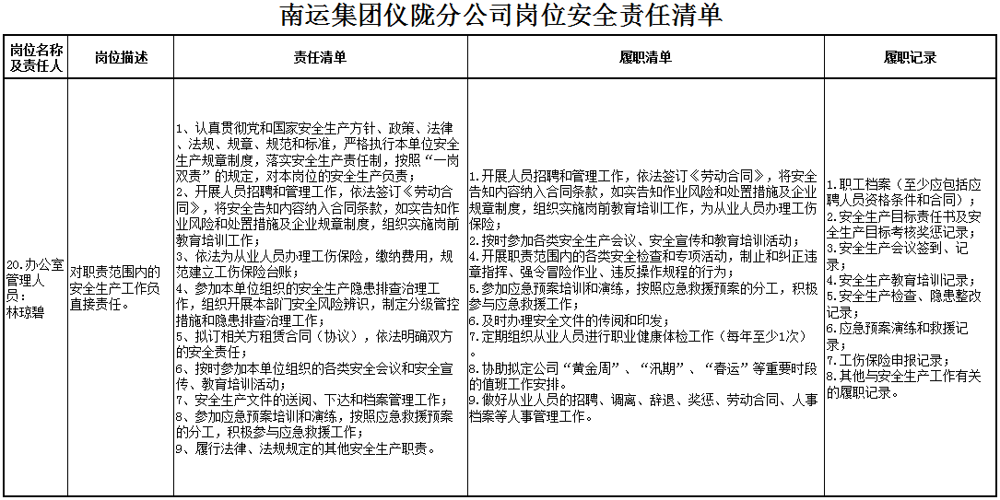 南运集团仪陇分公司岗位安全责任清单
岗位名称
及责任人
岗位描述
责任清单
履职清单
履职记录
20.办公室
管理人
员：
林琼碧
对职责范围内的
安全生产工作负
直接责任。
1、认真贯彻党和国家安全生产方针、政策、法律
、法规、规章、规范和标准，严格执行本单位安全
生产规章制度，落实安全生产责任制，按照“一岗
双责”的规定，对本岗位的安全生产负责；
2、开展人员招聘和管理工作，依法签订《劳动合
同》，将安全告知内容纳入合同条款，如实告知作
业风险和处置措施及企业规章制度，组织实施岗前
教育培训工作；
3、依法为从业人员办理工伤保险，缴纳费用，规
范建立工伤保险台账；
4、参加本单位组织的安全生产隐患排查治理工
作，组织开展本部门安全风险辨识，制定分级管控
措施和隐患排查治理工作；
5、拟订相关方租赁合同（协议），依法明确双方
的安全责任；
6、按时参加本单位组织的各类安全会议和安全宣
传、教育培训活动；
7、安全生产文件的送阅、下达和档案管理工作；
8、参加应急预案培训和演练，按照应急救援预案
的分工，积极参与应急救援工作；
9、履行法律、法规规定的其他安全生产职责。
1.开展人员招聘和管理工作，依法签订《劳动合同》，将安全
告知内容纳入合同条款，如实告知作业风险和处置措施及企业
规章制度，组织实施岗前教育培训工作，为从业人员办理工伤
保险；
2.按时参加各类安全生产会议、安全宣传和教育培训活动；
4.开展职责范围内的各类安全检查和专项活动，制止和纠正违
章指挥、强令冒险作业、违反操作规程的行为；
5.参加应急预案培训和演练，按照应急救援预案的分工，积极
参与应急救援工作；
6.及时办理安全文件的传阅和印发；
7.定期组织从业人员进行职业健康体检工作（每年至少1次）
。
8.协助拟定公司“黄金周”、“汛期”、“春运”等重要时段
的值班工作安排。
9.做好从业人员的招聘、调离、辞退、奖惩、劳动合同、人事
档案等人事管理工作。
1.职工档案（至少应包括应
聘人员资格条件和合同）；
2.安全生产目标责任书及安
全生产目标考核奖惩记录；
3.安全生产会议签到、记
录；
4.安全生产教育培训记录；
5.安全生产检查、隐患整改
记录；
6.应急预案演练和救援记
录；
7.工伤保险申报记录；
8.其他与安全生产工作有关
的履职记录。